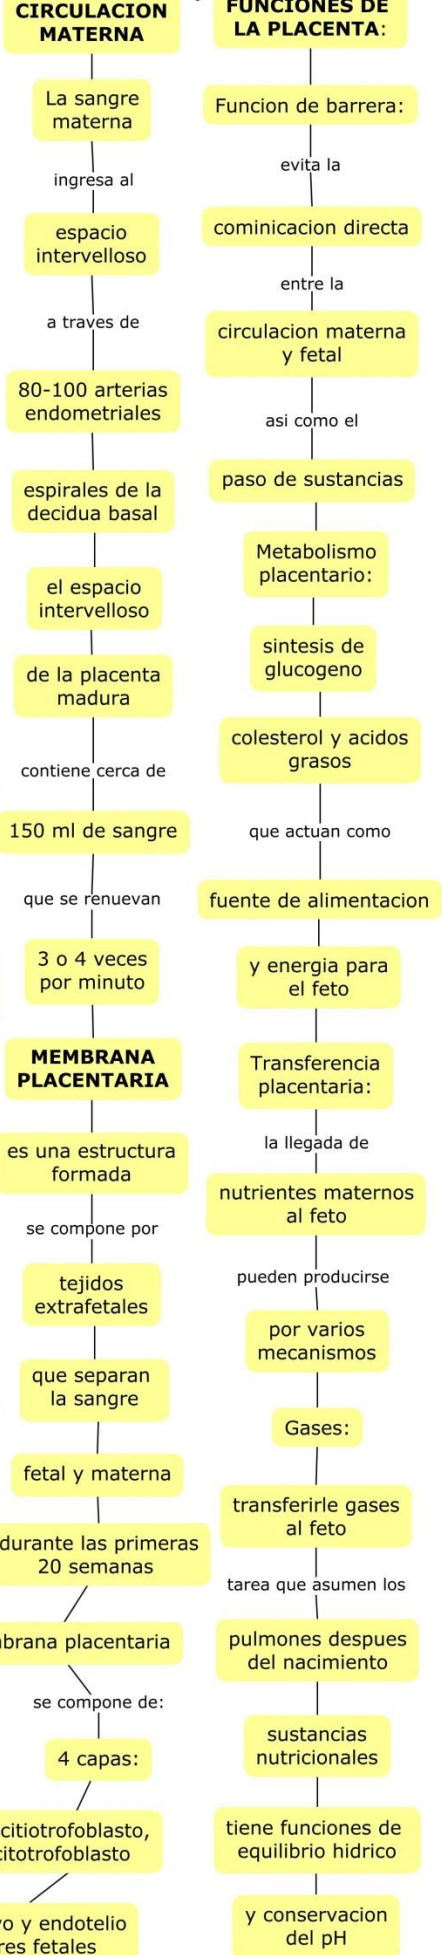 CIRCULACION
MATERNA
La sangre
materna
ingresa al
espacio
intervelloso
a traves de
80-100 arterias
endometriales
espirales de la
decidua basal
el espacio
intervelloso
de la placenta
madura
contiene cerca de
150 ml de sangre
que se renuevan
3 o 4 veces
por minuto
MEMBRANA
PLACENTARIA
es una estructura
formada
se compone por
tejidos
extrafetales
que separan
la sangre
fetal y materna
durante las primeras
20 semanas
placentaria
se compone de:
4 capas:
y endotelio
fetales
FUNCIONES DE
LA PLACENTA:
Funcion de barrera:
evita la
cominicacion directa
entre la
circulacion materna
y fetal
asi como el
paso de sustancias
Metabolismo
placentario:
sintesis de
glucogeno
colesterol y acidos
grasos
que actuan como
fuente de alimentacion
y energia para
el feto
Transferencia
placentaria:
la llegada de
nutrientes maternos
al feto
pueden producirse
por varios
mecanismos
Gases:
transferirle gases
al feto
tarea que asumen los
pulmones despues
del nacimiento
sustancias
nutricionales
tiene funciones de
equilibrio hidrico
y conservacion
del pH